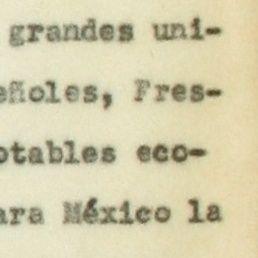 grandes uni-
eñoles, Fres-
otables eco-
ara México la